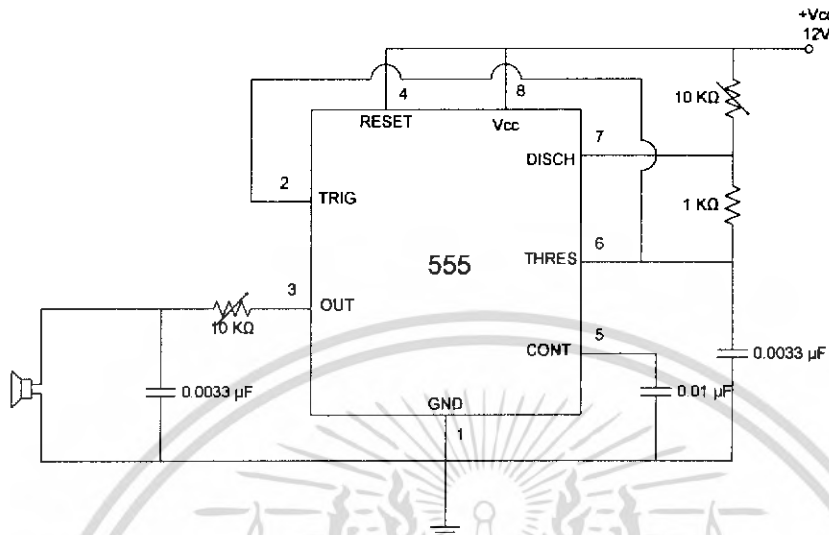 +Vcc
12V
4
8
10 KΩ
RESET
Vcc
7
DISCH
2
TRIG
1 KΩ
6
THRES
555
3
OUT
10 KΩ
5
CONT
0.0033 µF
0.0033 µF
0.01 µF
GND
1